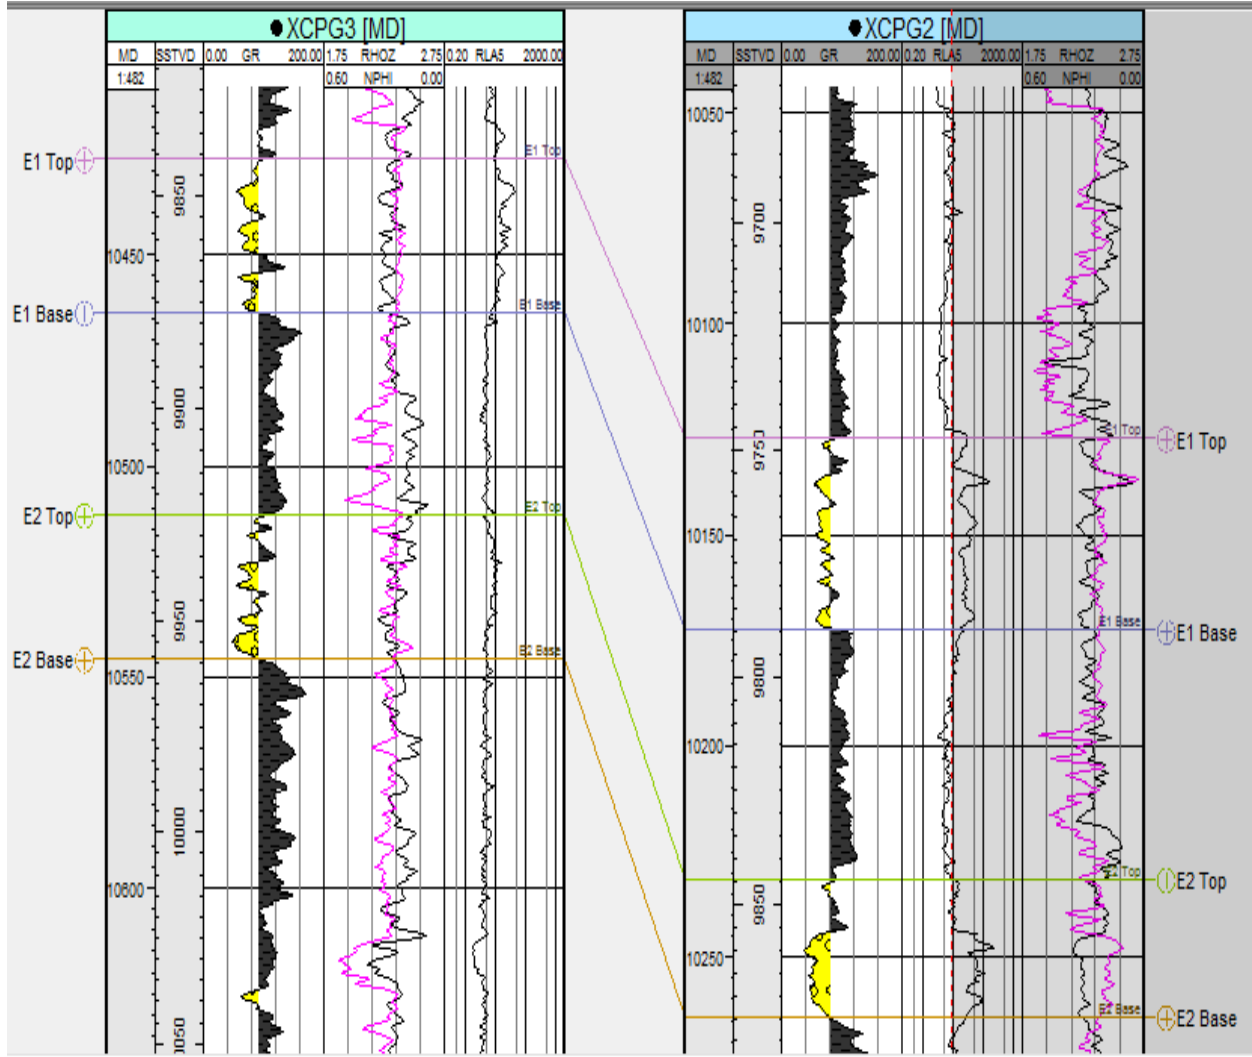 XCPG3 [MD]
XCPG2 [MD]
MD SSTVD 0.00 GR 200.00 1.75 RHOZ 2.75 0.20 RLA5 2000.00
1:482 0.60 NPHI 0.00
MD SSTVD 0.00 GR 200.00 0.20 RLA5 2000.00 1.75 RHOZ 2.75
1:482 0.60 NPHI 0.00
E1 Top
E1 Base
E2 Top
E2 Base
10450
10500
10550
10600
9850
9900
9950
10000
E1 Top
E1 Base
E2 Top
E2 Base
10050
10100
10150
10200
10250
9700
9750
9800
9850
E1 Top
E1 Base
E2 Top
E2 Base
E1 Top
E1 Base
E2 Top
E2 Base